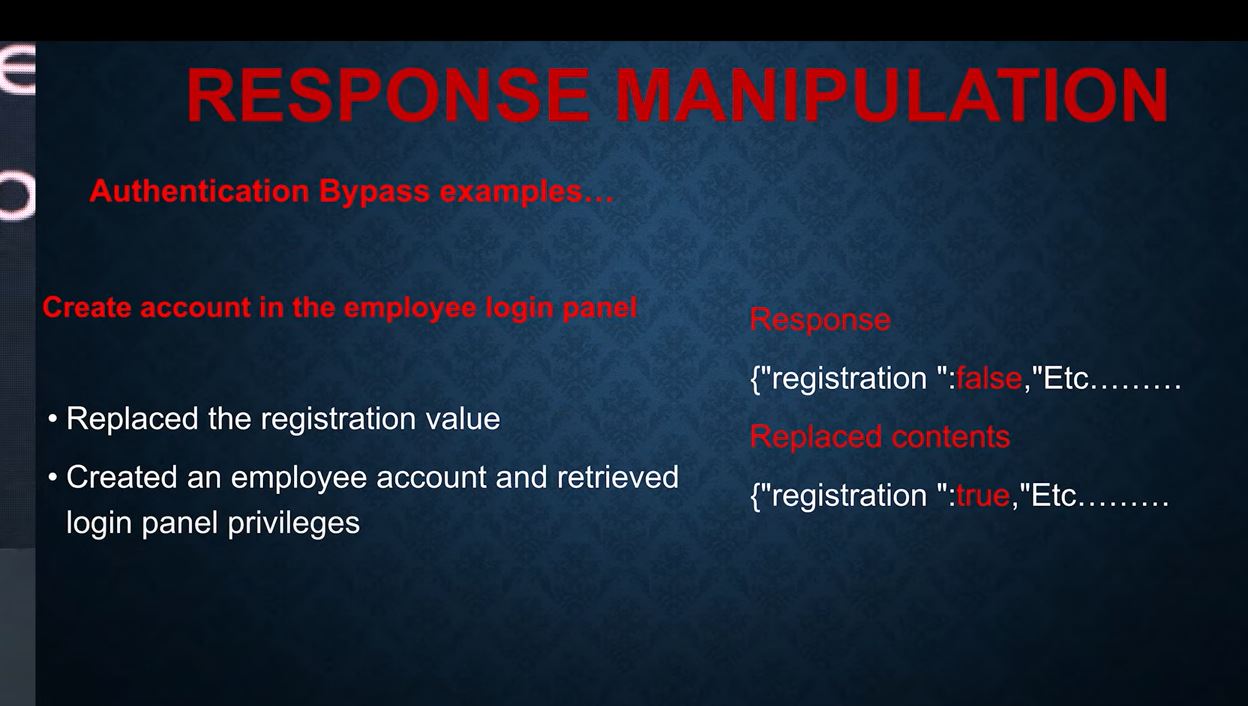 RESPONSE MANIPULATION
Authentication Bypass examples…
Create account in the employee login panel
• Replaced the registration value
• Created an employee account and retrieved
login panel privileges
Response
{"registration ":false,"Etc………
Replaced contents
{"registration ":true,"Etc………